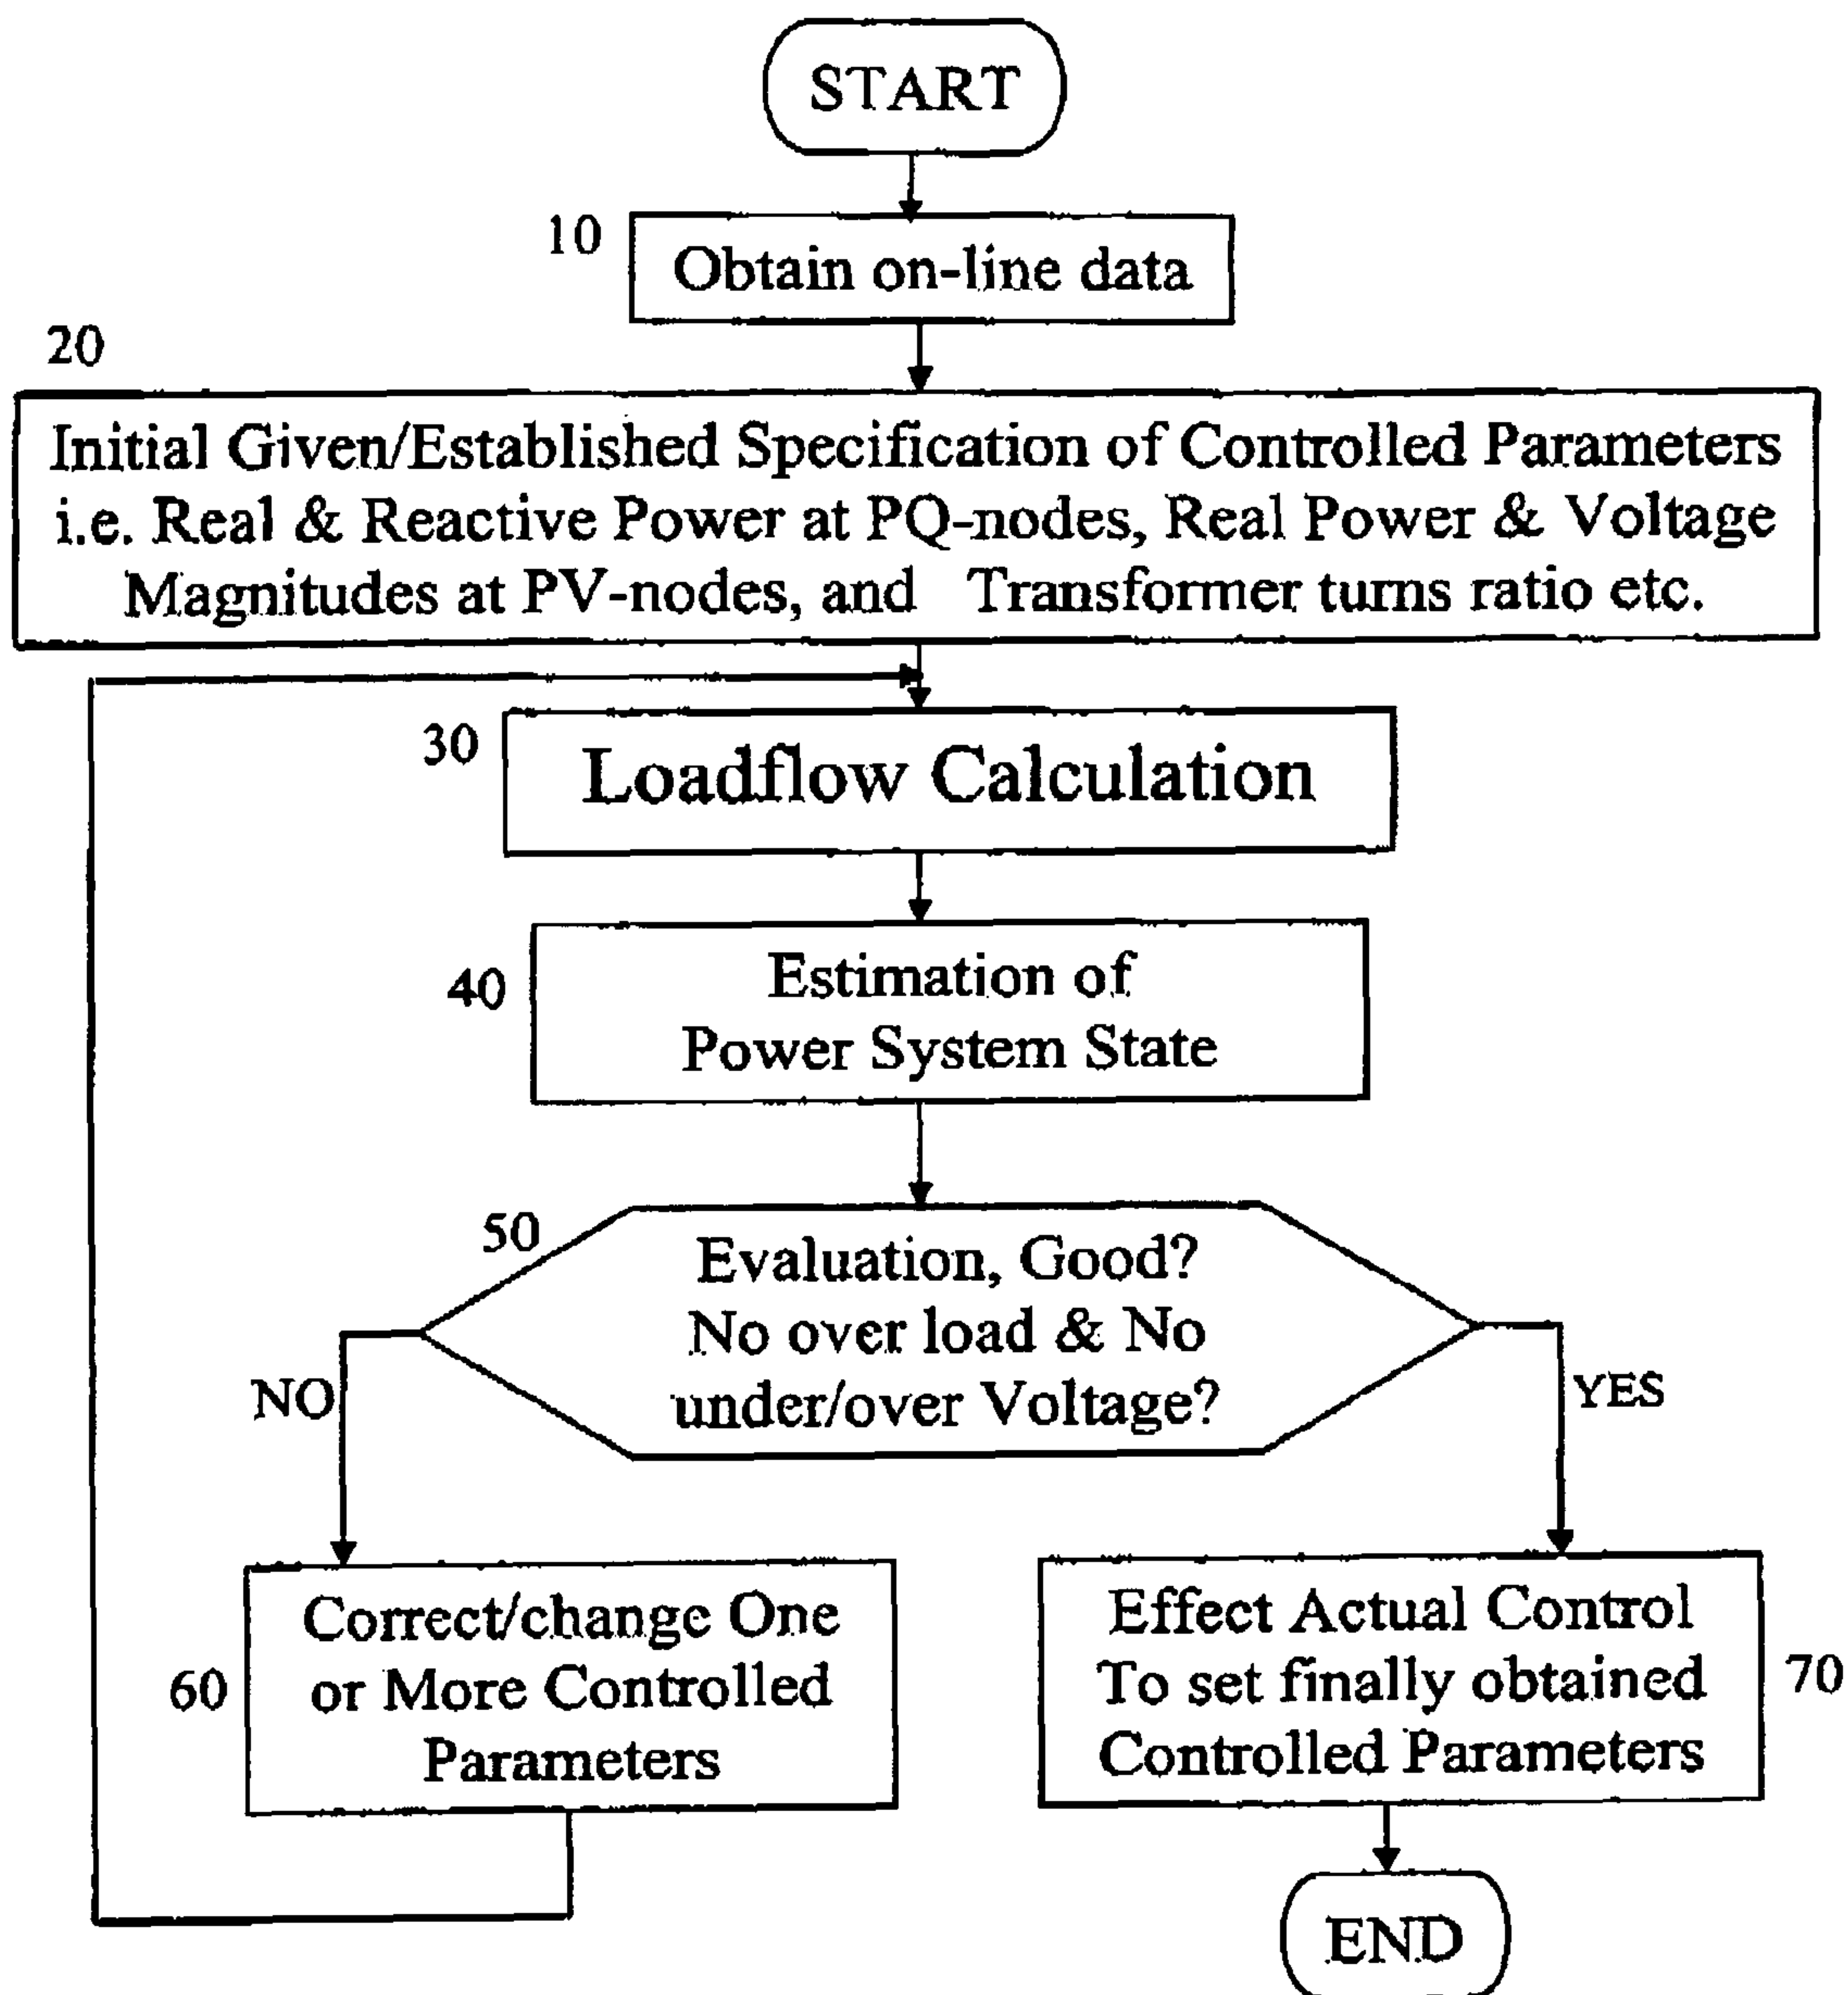 START
10
Obtain on-line data
20
Initial Given/Established Specification of Controlled Parameters
i.e. Real & Reactive Power at PQ-nodes, Real Power & Voltage
Magnitudes at PV-nodes, and Transformer turns ratio etc.
30
Loadflow Calculation
40
Estimation of
Power System State
50
Evaluation, Good?
No over load & No
under/over Voltage?
NO
YES
60
Correct/change One
or More Controlled
Parameters
Effect Actual Control
To set finally obtained
Controlled Parameters
70
END